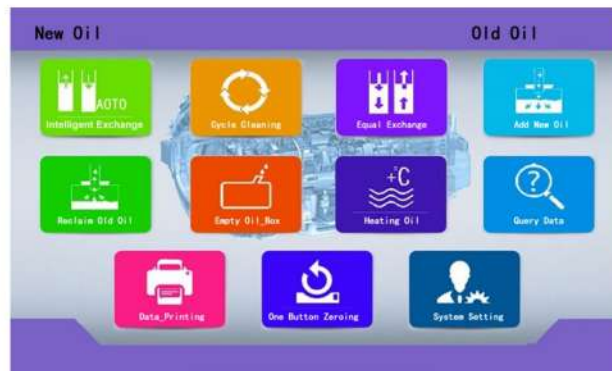 New Oil
Old Oil
AOTO
Intelligent Exchange
Cycle Cleaning
Equal Exchange
Add New Oil
Reclaim Old Oil
Empty Oil_Box
+°C
Heating Oil
?
Query Data
Data_Printing
One Button Zeroing
System Setting